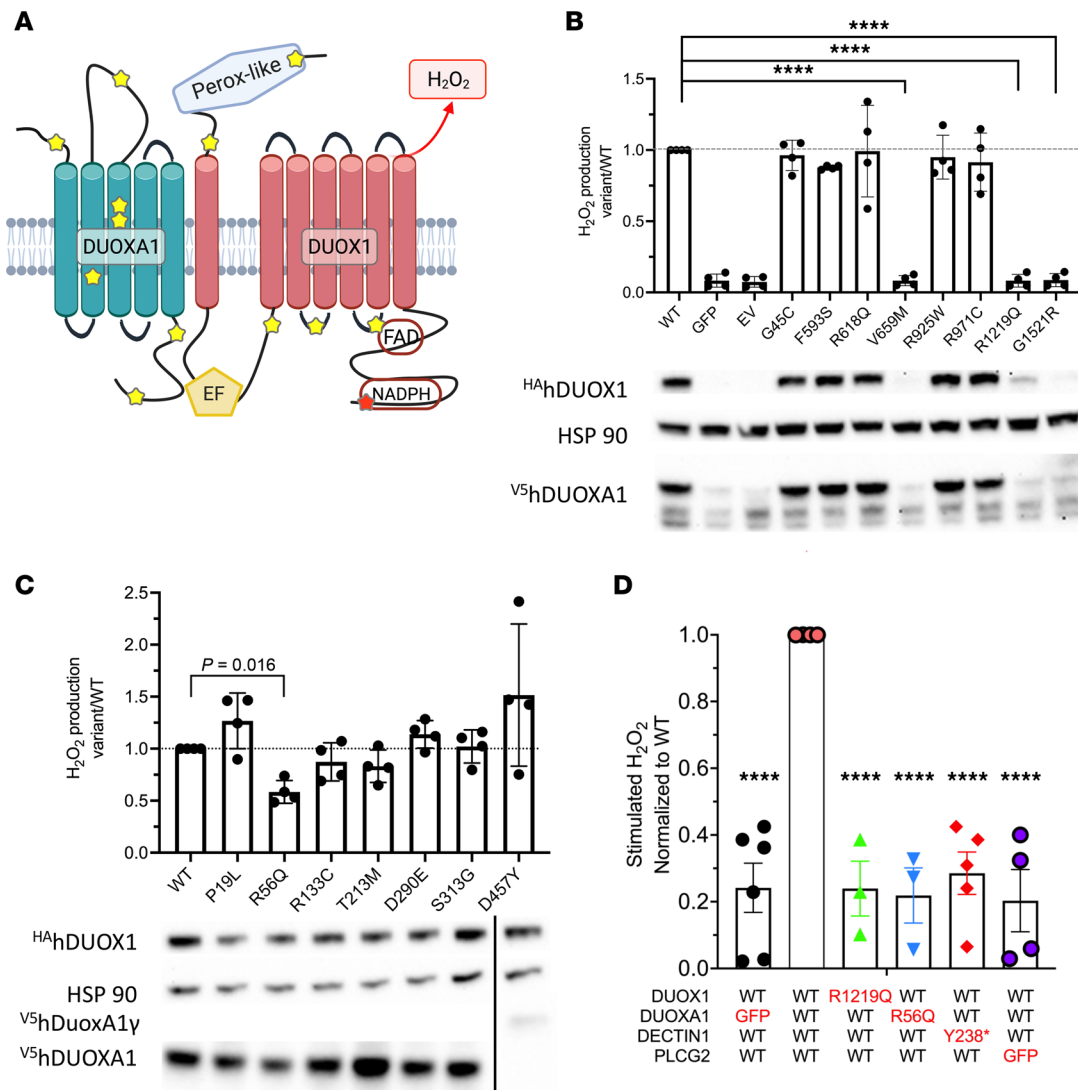 A
Perox-like
H2O2
DUOXA1
DUOX1
EF
FAD
NADPH
B
****
****
****
H2O2 production
variant/WT
1.5
1.0
0.5
0.0
WT
GFP
EV
G45C
F593S
R618Q
V659M
R925W
R971C
R1219Q
G1521R
HAhDUOX1
HSP 90
V5hDUOXA1
C
H2O2 production
variant/WT
2.5
2.0
1.5
1.0
0.5
0.0
P = 0.016
WT
P19L
R56Q
R133C
T213M
D290E
S313G
D457Y
HAhDUOX1
HSP 90
V5hDuoxA1γ
V5hDUOXA1
D
Stimulated H2O2
Normalized to WT
1.0
0.8
0.6
0.4
0.2
0.0
**** **** **** **** ****
DUOX1 WT WT R1219Q WT WT WT
DUOXA1 GFP WT WT R56Q WT WT
DECTIN1 WT WT WT WT Y238* WT
PLCG2 WT WT WT WT WT GFP